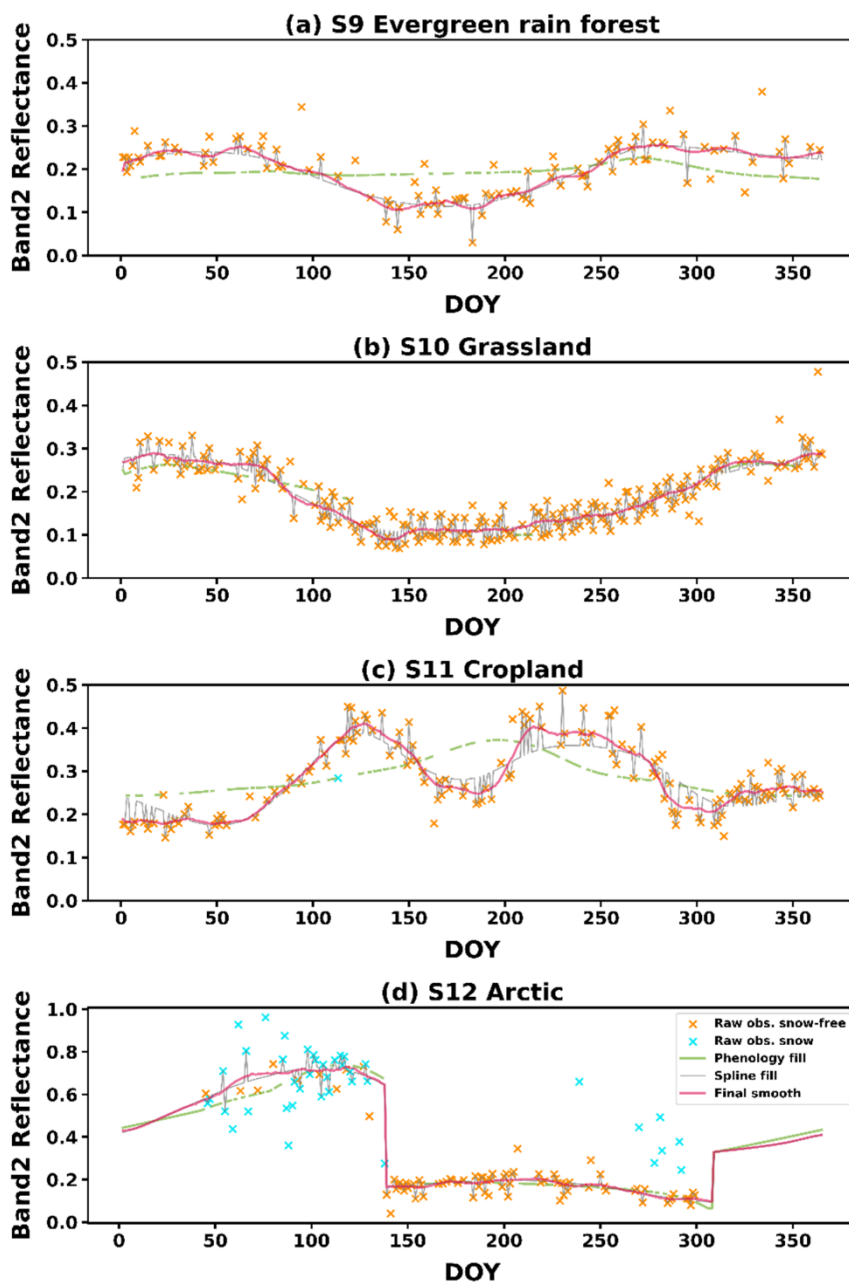 (a) S9 Evergreen rain forest
Band2 Reflectance
0.5
0.4
0.3
0.2
0.1
0.0
0 50 100 150 200 250 300 350
DOY
(b) S10 Grassland
Band2 Reflectance
0.5
0.4
0.3
0.2
0.1
0.0
0 50 100 150 200 250 300 350
DOY
(c) S11 Cropland
Band2 Reflectance
0.5
0.4
0.3
0.2
0.1
0.0
0 50 100 150 200 250 300 350
DOY
(d) S12 Arctic
Band2 Reflectance
1.0
0.8
0.6
0.4
0.2
0.0
Raw obs. snow-free
Raw obs. snow
Phenology fill
Spline fill
Final smooth
0 50 100 150 200 250 300 350
DOY